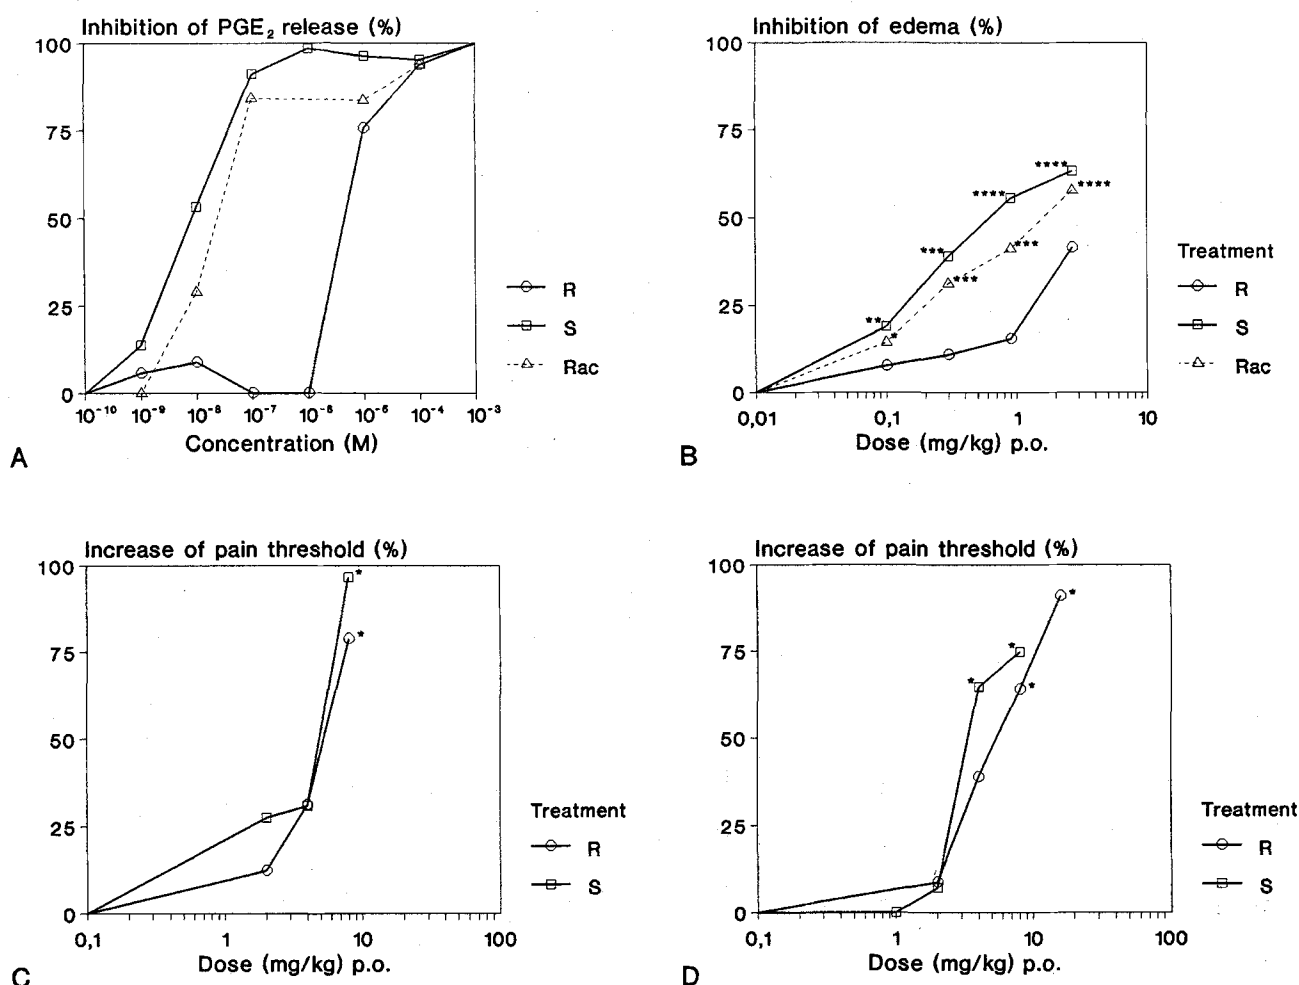 Inhibition of PGE₂ release (%)
100
75
50
25
0
10⁻¹⁰ 10⁻⁹ 10⁻⁸ 10⁻⁷ 10⁻⁶ 10⁻⁵ 10⁻⁴ 10⁻³
Concentration (M)
R
S
Rac
A
Inhibition of edema (%)
100
75
50
25
0
**** 
****
****
***
***
***
**
*
0,01 0,1 1 10
Dose (mg/kg) p.o.
Treatment
R
S
Rac
B
Increase of pain threshold (%)
100
75
50
25
0
*
*
0,1 1 10 100
Dose (mg/kg) p.o.
Treatment
R
S
C
Increase of pain threshold (%)
100
75
50
25
0
*
*
*
*
0,1 1 10 100
Dose (mg/kg) p.o.
Treatment
R
S
D